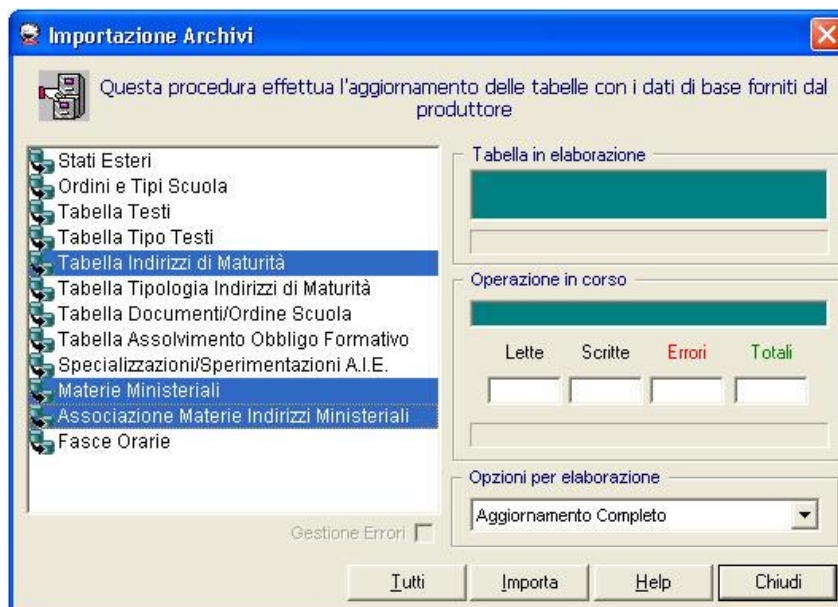 Importazione Archivi
Questa procedura effettua l'aggiornamento delle tabelle con i dati di base forniti dal
produttore
Stati Esteri
Ordini e Tipi Scuola
Tabella Testi
Tabella Tipo Testi
Tabella Indirizzi di Maturità
Tabella Tipologia Indirizzi di Maturità
Tabella Documenti/Ordine Scuola
Tabella Assolvimento Obbligo Formativo
Specializzazioni/Sperimentazioni A.I.E.
Materie Ministeriali
Associazione Materie Indirizzi Ministeriali
Fasce Orarie
Gestione Errori
Tabella in elaborazione
Operazione in corso
Lette Scritte Errori Totali
Opzioni per elaborazione
Aggiornamento Completo
Tutti Importa Help Chiudi